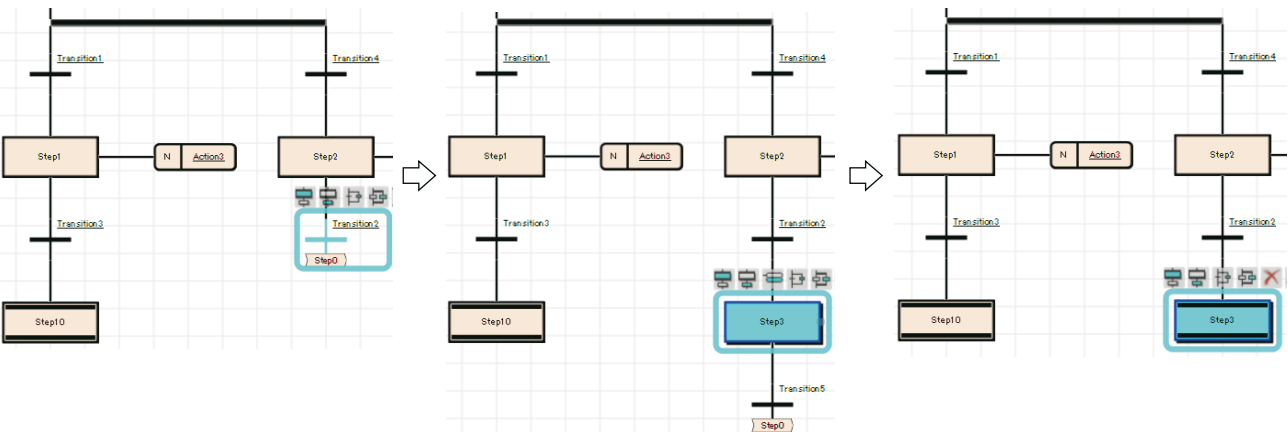 Transition1
Transition4
Step1
N
Action3
Step2
Transition3
Transition2
Step0
Step10
Transition1
Transition4
Step1
N
Action3
Step2
Transition3
Transition2
Step10
Step3
Transition5
Step0
Transition1
Transition4
Step1
N
Action3
Step2
Transition3
Transition2
Step10
Step3